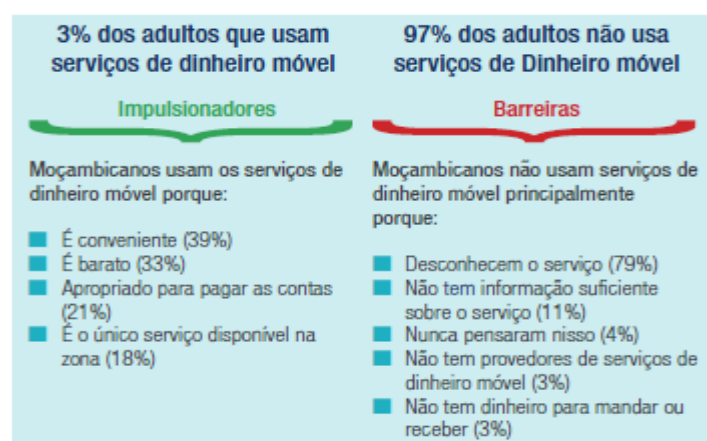 3% dos adultos que usam
serviços de dinheiro móvel
Impulsionadores
Moçambicanos usam os serviços de
dinheiro móvel porque:
É conveniente (39%)
É barato (33%)
Apropriado para pagar as contas
(21%)
É o único serviço disponível na
zona (18%)
97% dos adultos não usa
serviços de Dinheiro móvel
Barreiras
Moçambicanos não usam serviços de
dinheiro móvel principalmente
porque:
Desconhecem o serviço (79%)
Não tem informação suficiente
sobre o serviço (11%)
Nunca pensaram nisso (4%)
Não tem provedores de serviços de
dinheiro móvel (3%)
Não tem dinheiro para mandar ou
receber (3%)